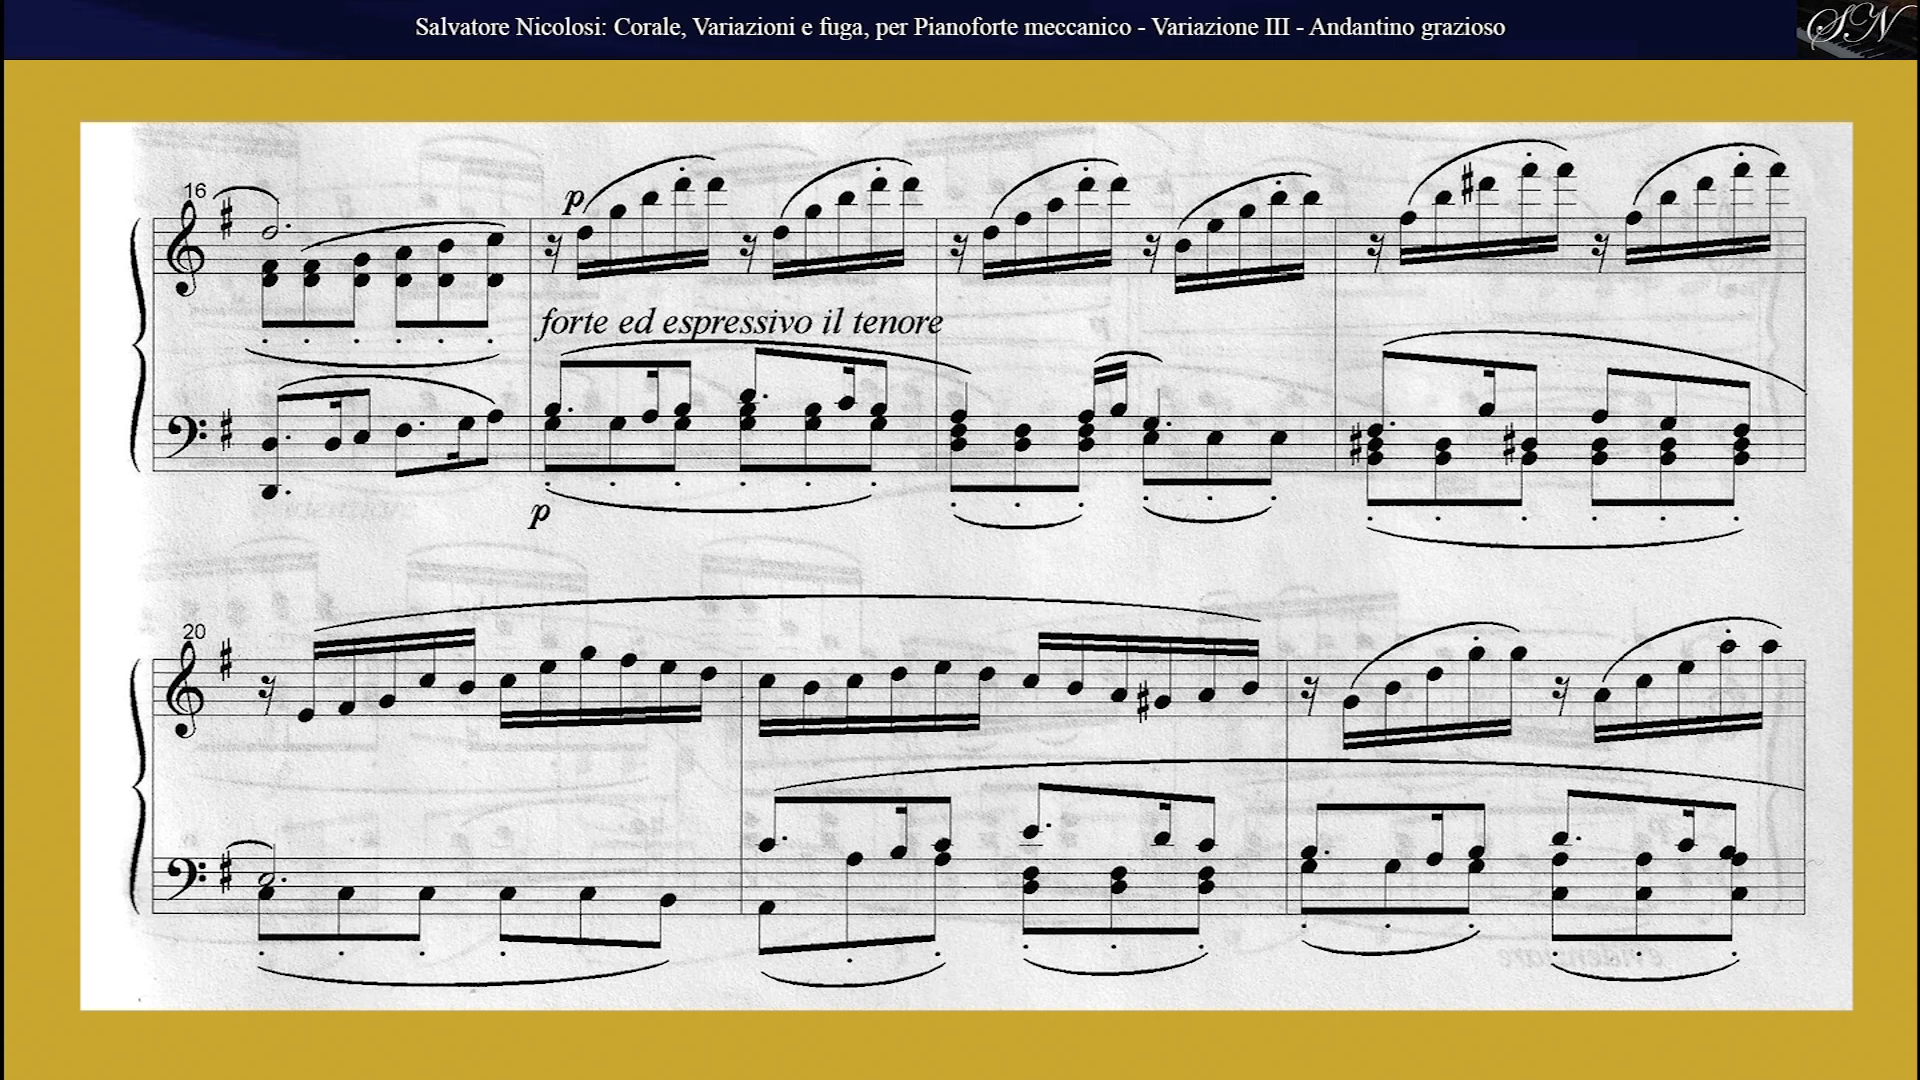 Salvatore Nicolosi: Corale, Variazioni e fuga, per Pianoforte meccanico - Variazione III - Andantino grazioso
SN
16
p
forte ed espressivo il tenore
p
20